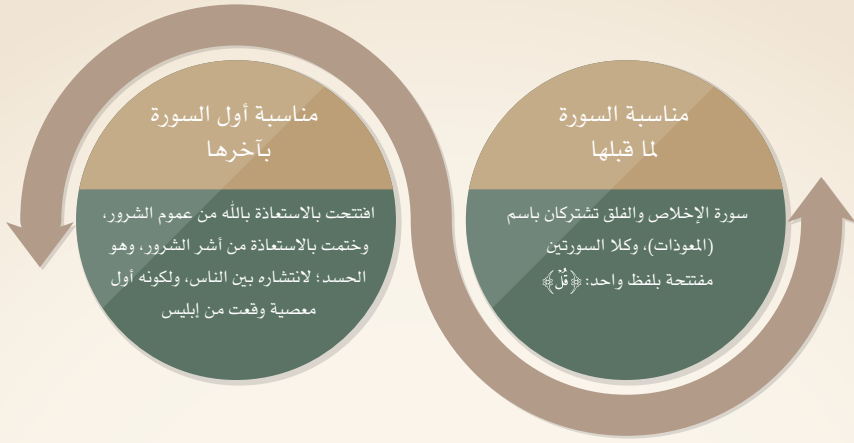 مناسبة السورة
لما قبلها
سورة الإخلاص والفلق تشتركان باسم
(المعوذات)، وكلا السورتين
مفتتحة بلفظ واحد: ﴿قُلۡ﴾
مناسبة أول السورة
بآخرها
افتتحت بالاستعاذة بالله من عموم الشرور،
وختمت بالاستعاذة من أشر الشرور، وهو
الحسد؛ لانتشاره بين الناس، ولكونه أول
معصية وقعت من إبليس